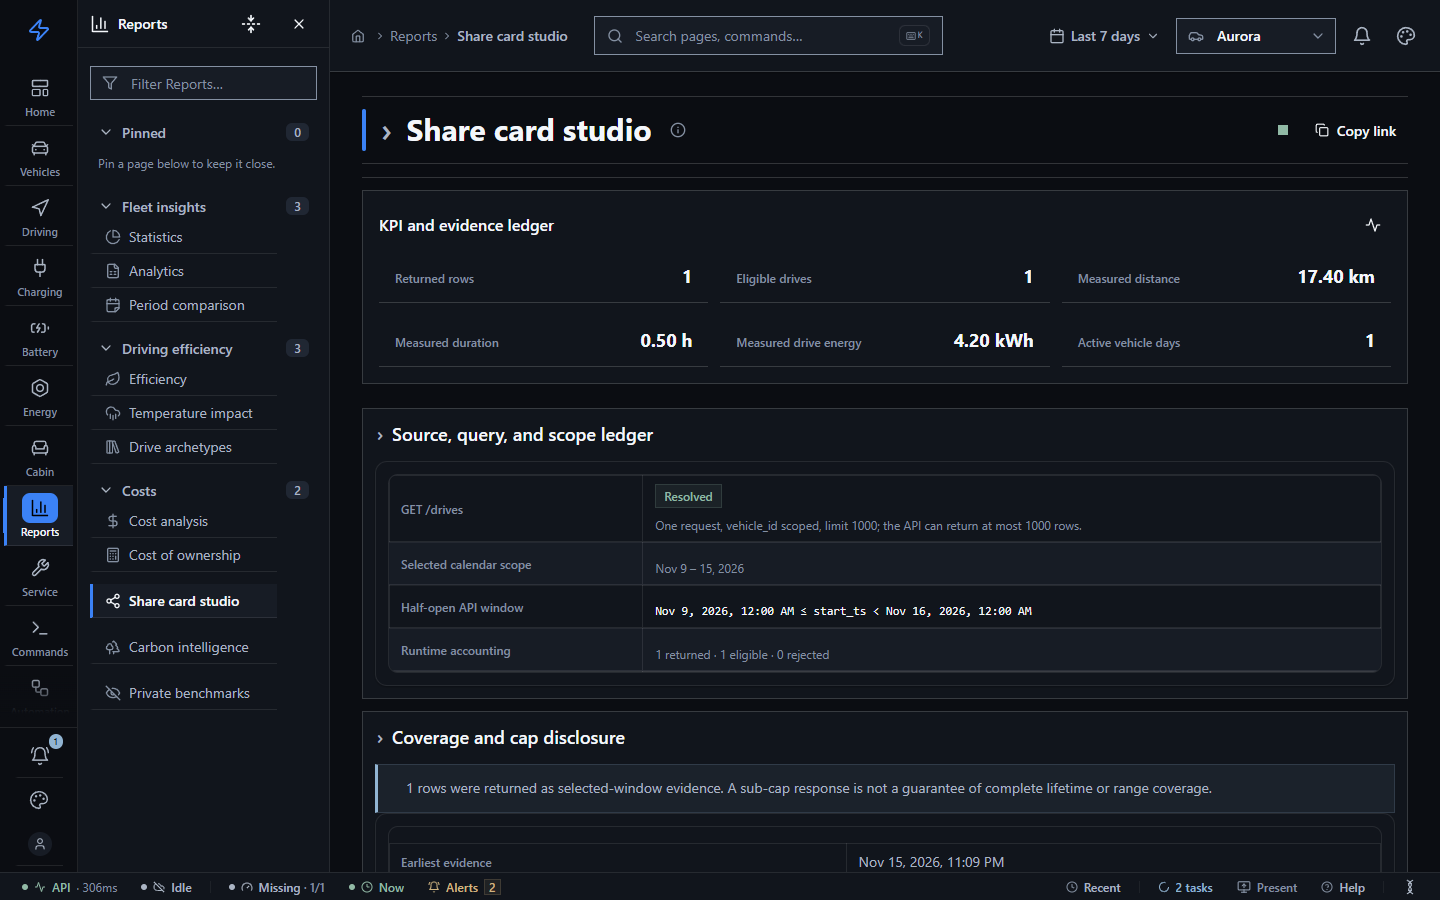 Reports
Reports
Share card studio
Search pages, commands...
K
Last 7 days
Aurora
Home
Vehicles
Driving
Charging
Battery
Energy
Cabin
Reports
Service
Commands
1
Filter Reports...
Pinned
0
Pin a page below to keep it close.
Fleet insights
3
Statistics
Analytics
Period comparison
Driving efficiency
3
Efficiency
Temperature impact
Drive archetypes
Costs
2
Cost analysis
Cost of ownership
Share card studio
Carbon intelligence
Private benchmarks
Share card studio
Copy link
KPI and evidence ledger
Returned rows
1
Eligible drives
1
Measured distance
17.40 km
Measured duration
0.50 h
Measured drive energy
4.20 kWh
Active vehicle days
1
Source, query, and scope ledger
GET /drives
Resolved
One request, vehicle_id scoped, limit 1000; the API can return at most 1000 rows.
Selected calendar scope
Nov 9 – 15, 2026
Half-open API window
Nov 9, 2026, 12:00 AM ≤ start_ts < Nov 16, 2026, 12:00 AM
Runtime accounting
1 returned · 1 eligible · 0 rejected
Coverage and cap disclosure
1 rows were returned as selected-window evidence. A sub-cap response is not a guarantee of complete lifetime or range coverage.
Earliest evidence
Nov 15, 2026, 11:09 PM
API · 306ms
Idle
Missing · 1/1
Now
Alerts 2
Recent
2 tasks
Present
Help